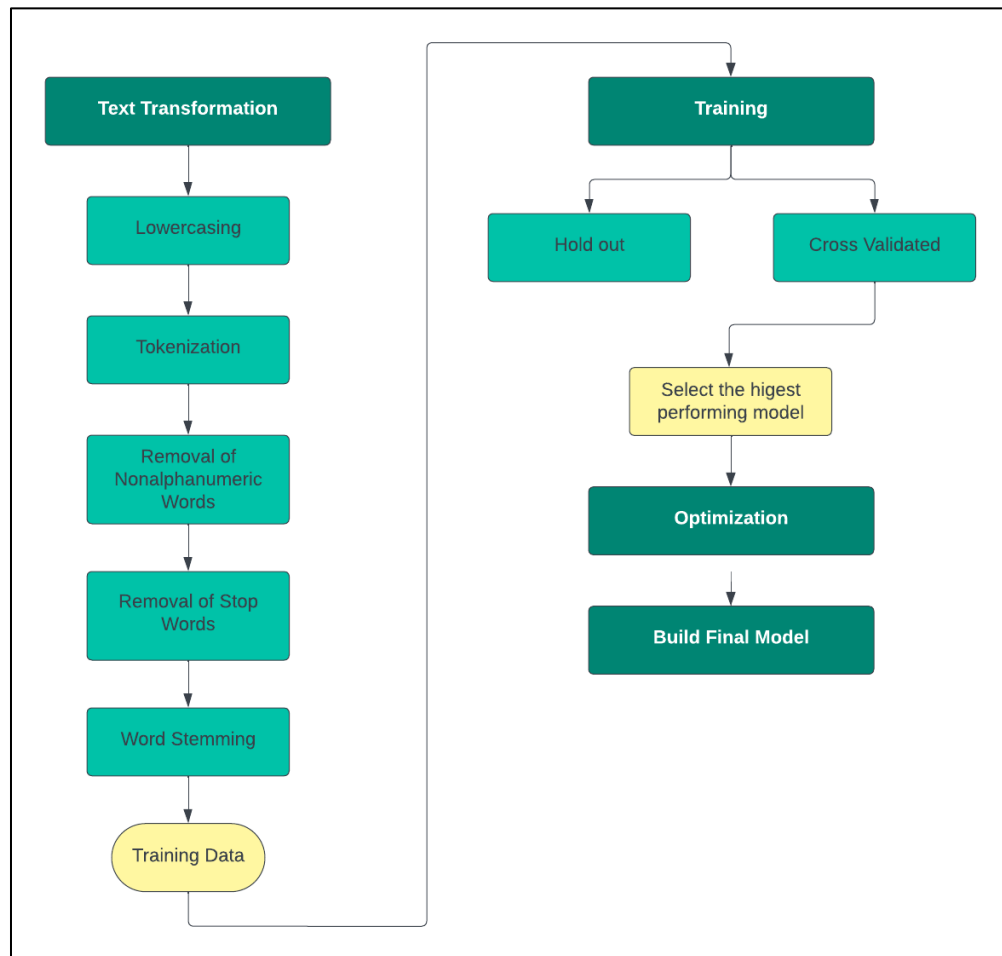 Text Transformation
Lowercasing
Tokenization
Removal of
Nonalphanumeric
Words
Removal of Stop
Words
Word Stemming
Training Data
Training
Hold out
Cross Validated
Select the higest
performing model
Optimization
Build Final Model